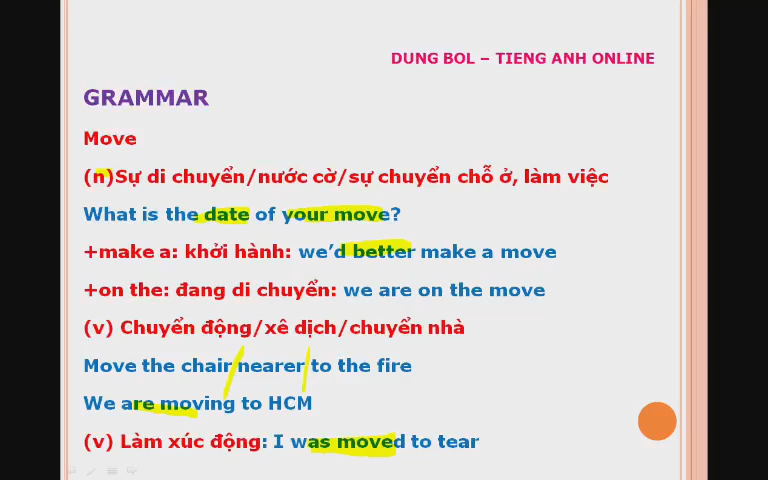 DUNG BOL – TIENG ANH ONLINE
GRAMMAR
Move
(n)Sự di chuyển/nước cờ/sự chuyển chỗ ở, làm việc
What is the date of your move?
+make a: khởi hành: we’d better make a move
+on the: đang di chuyển: we are on the move
(v) Chuyển động/xê dịch/chuyển nhà
Move the chair nearer to the fire
We are moving to HCM
(v) Làm xúc động: I was moved to tear